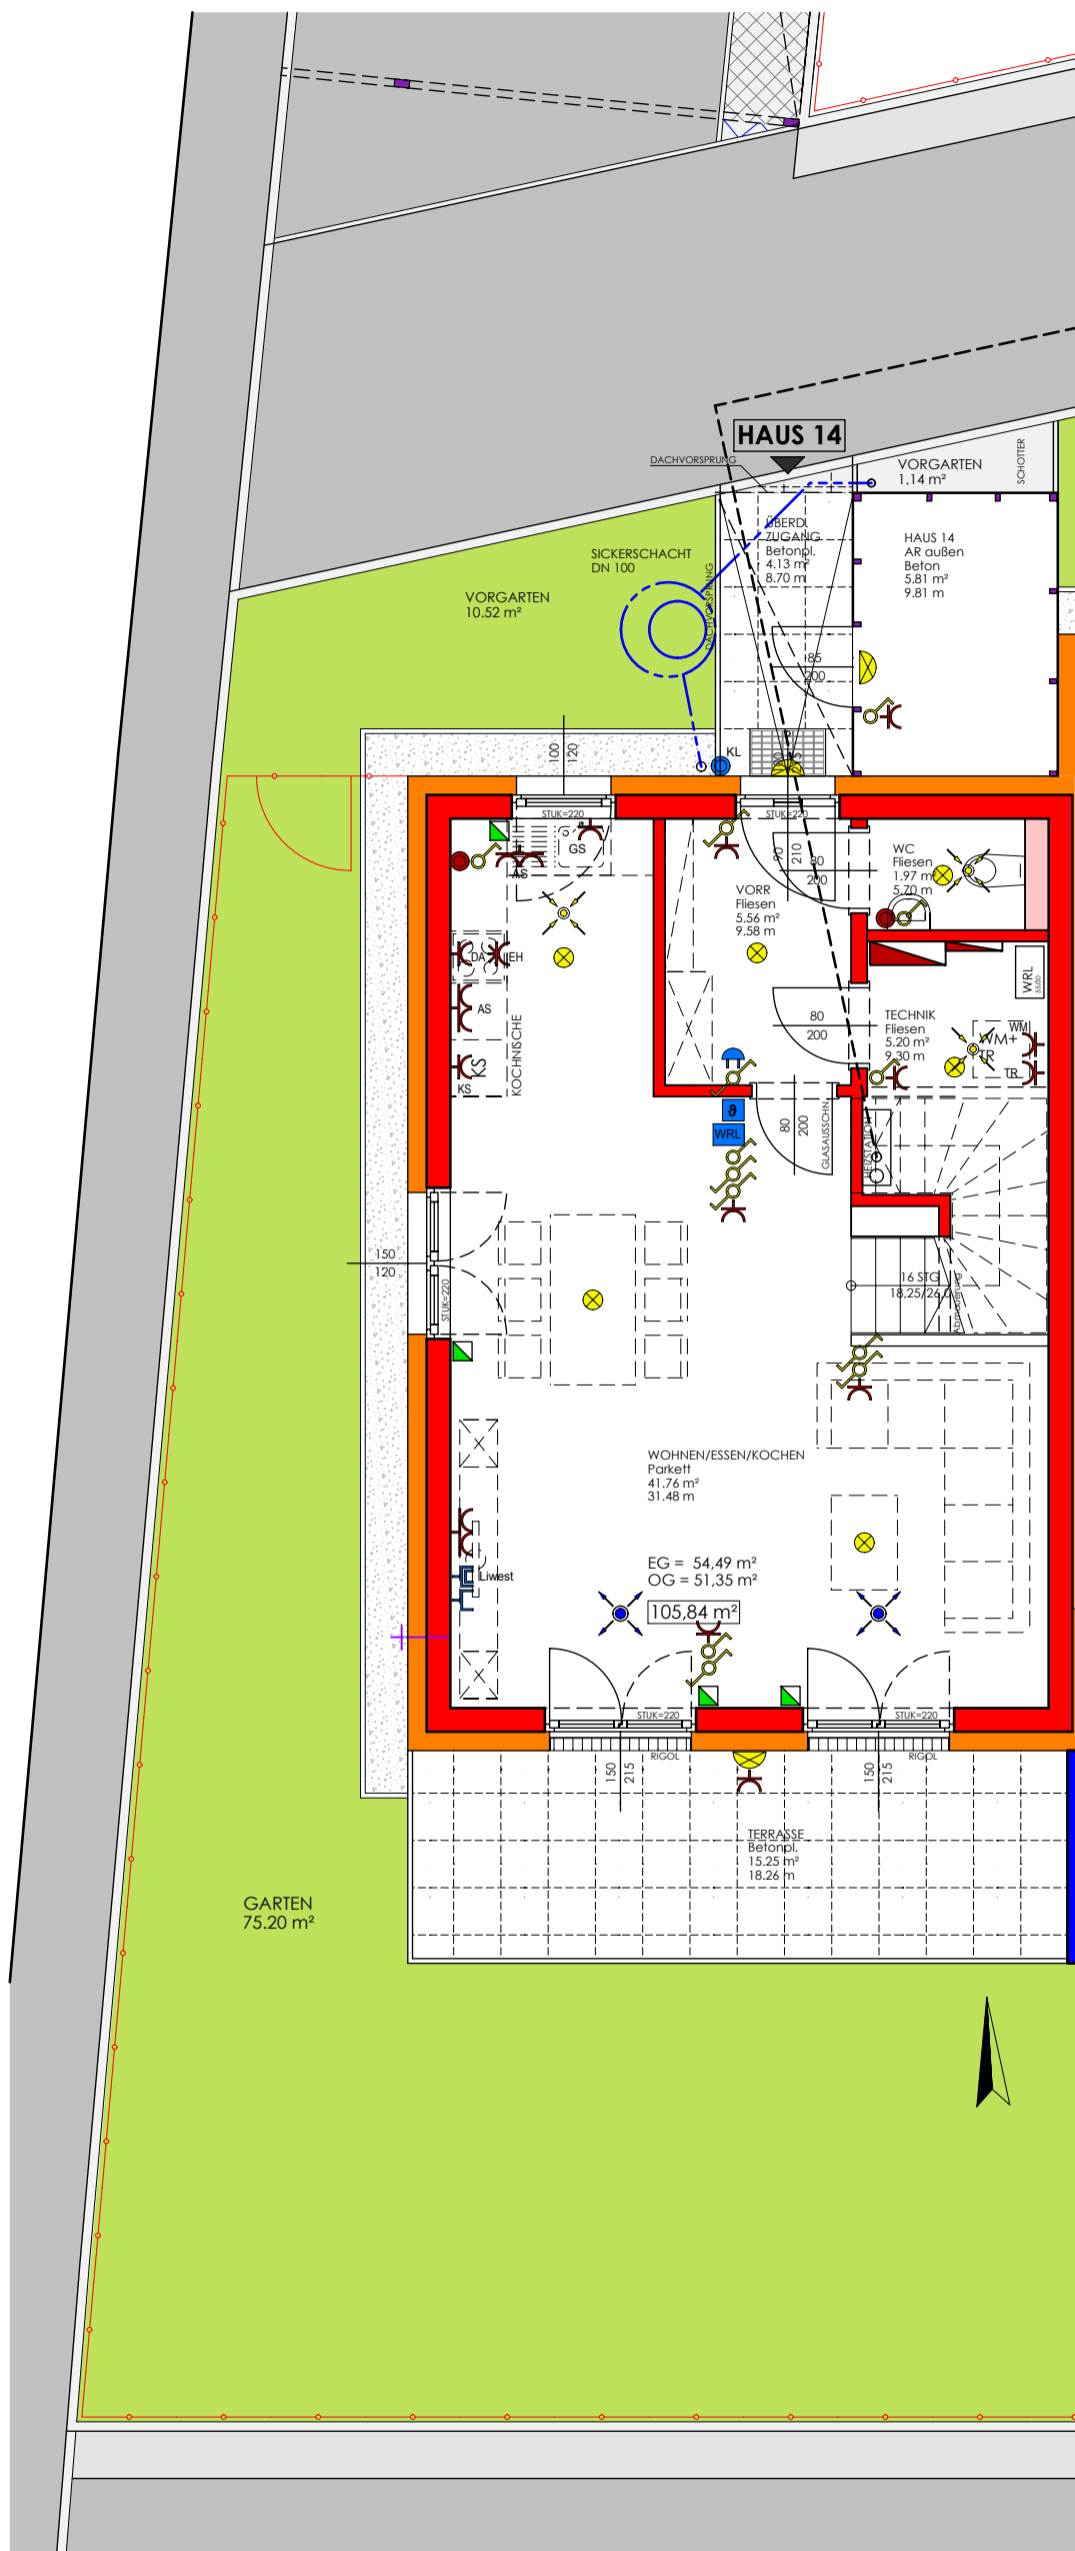 HAUS 14
DACHVORSPRUNG
VORGARTEN
1.14 m²
SCHOTTER
ÜBERD.
ZUGANG
Betonpl.
4.13 m²
8.70 m²
HAUS 14
AR außen
Beton
5.81 m²
9.81 m
SICKERSCHACHT
DN 100
DACHVORSPRUNG
VORGARTEN
10.52 m²
85
200
KL
100
120
STUK=220
STUK=220
GS
AS
90
210
80
200
WC
Fliesen
1.97 m²
5.70 m
VORR
Fliesen
5.56 m²
9.58 m
DA
EH
AS
KS
KS
KOCHNISCHE
WRL
80
200
TECHNIK
Fliesen
5.20 m²
9.30 m
WM
WM+
TR
TR
ϑ
WRL
80
200
GLASAUSSCHN.
HEIZSTATION
150
120
STUK=220
16 STG
18,25/26,0
Abmauerung
WOHNEN/ESSEN/KOCHEN
Parkett
41.76 m²
31.48 m
EG = 54,49 m²
OG = 51,35 m²
105,84 m²
Liwest
STUK=220
STUK=220
RIGOL
RIGOL
150
215
150
215
TERRASSE
Betonpl.
15.25 m²
18.26 m
GARTEN
75.20 m²